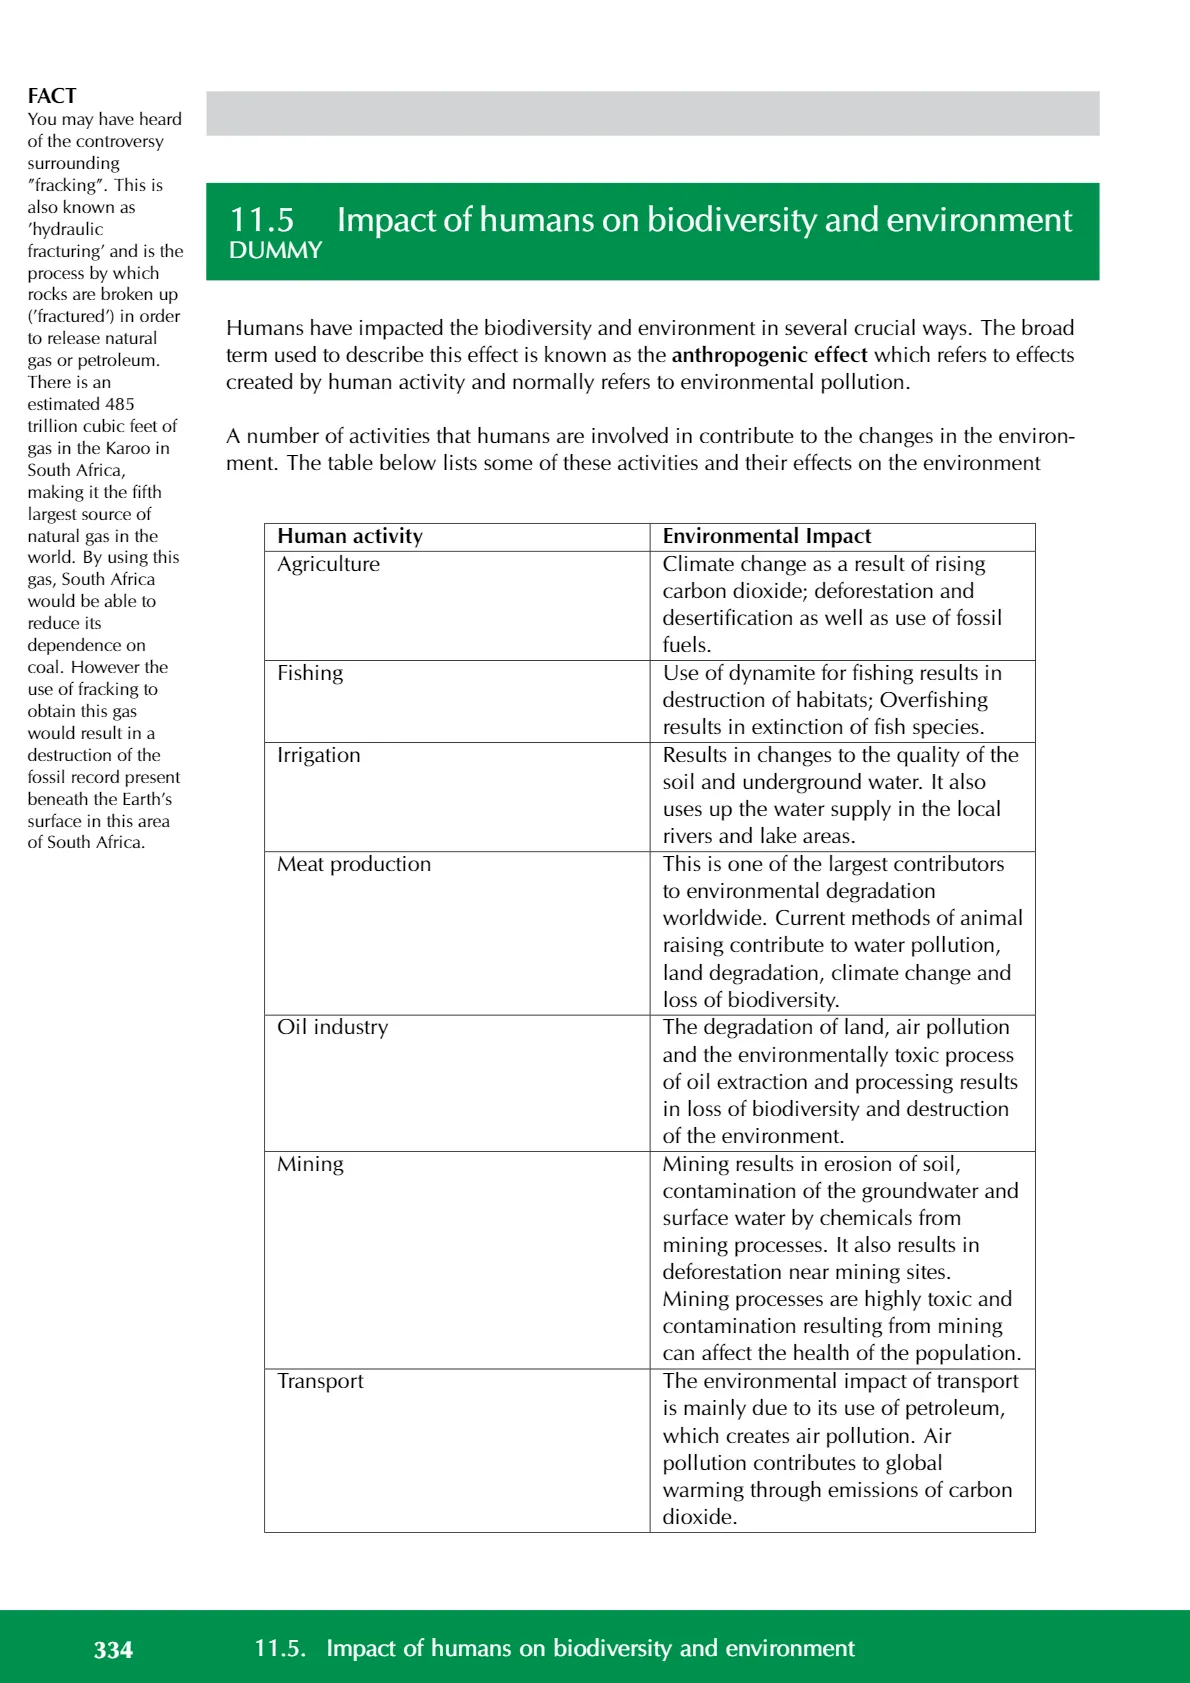 FACT
You may have heard
of the controversy
surrounding
"fracking". This is
also known as
'hydraulic
fracturing' and is the
process by which
rocks are broken up
('fractured') in order
to release natural
gas or petroleum.
There is an
estimated 485
trillion cubic feet of
gas in the Karoo in
South Africa,
making it the fifth
largest source of
natural gas in the
world. By using this
gas, South Africa
would be able to
reduce its
dependence on
coal. However the
use of fracking to
obtain this gas
would result in a
destruction of the
fossil record present
beneath the Earth's
surface in this area
of South Africa.
11.5 Impact of humans on biodiversity and environment
DUMMY
Humans have impacted the biodiversity and environment in several crucial ways. The broad
term used to describe this effect is known as the anthropogenic effect which refers to effects
created by human activity and normally refers to environmental pollution.
A number of activities that humans are involved in contribute to the changes in the environ-
ment. The table below lists some of these activities and their effects on the environment
Human activity Environmental Impact
Agriculture Climate change as a result of rising
carbon dioxide; deforestation and
desertification as well as use of fossil
fuels.
Fishing Use of dynamite for fishing results in
destruction of habitats; Overfishing
results in extinction of fish species.
Irrigation Results in changes to the quality of the
soil and underground water. It also
uses up the water supply in the local
rivers and lake areas.
Meat production This is one of the largest contributors
to environmental degradation
worldwide. Current methods of animal
raising contribute to water pollution,
land degradation, climate change and
loss of biodiversity.
Oil industry The degradation of land, air pollution
and the environmentally toxic process
of oil extraction and processing results
in loss of biodiversity and destruction
of the environment.
Mining Mining results in erosion of soil,
contamination of the groundwater and
surface water by chemicals from
mining processes. It also results in
deforestation near mining sites.
Mining processes are highly toxic and
contamination resulting from mining
can affect the health of the population.
Transport The environmental impact of transport
is mainly due to its use of petroleum,
which creates air pollution. Air
pollution contributes to global
warming through emissions of carbon
dioxide.
334 11.5. Impact of humans on biodiversity and environment